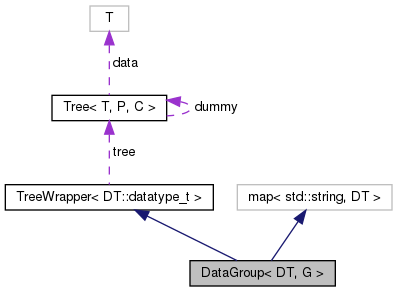 T
data
Tree< T, P, C >
dummy
tree
TreeWrapper< DT::datatype_t >
map< std::string, DT >
DataGroup< DT, G >